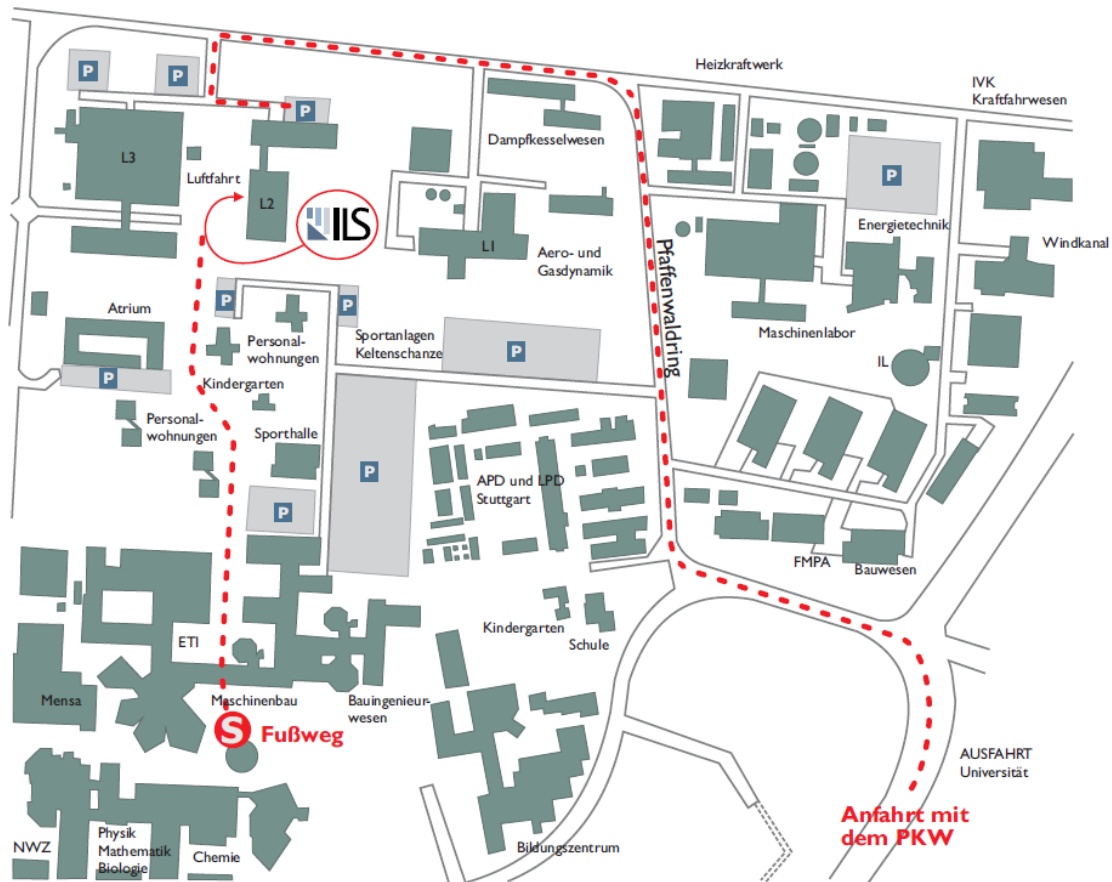 Heizkraftwerk
IVK
Kraftfahrwesen
P
P
P
Dampfkesselwesen
L3
Luftfahrt
L2
ILS
P
Energietechnik
L1
Aero- und
Gasdynamik
Windkanal
Pfaffenwaldring
P
P
Atrium
Personal-
wohnungen
Sportanlagen
Keltenschanze
P
Maschinenlabor
IL
P
Kindergarten
Personal-
wohnungen
Sporthalle
P
APD und LPD
Stuttgart
P
FMPA
Bauwesen
Kindergarten
Schule
ETI
Mensa
Maschinenbau
Bauingenieur-
wesen
S
Fußweg
AUSFAHRT
Universität
Anfahrt mit
dem PKW
NWZ
Physik
Mathematik
Biologie
Chemie
Bildungszentrum